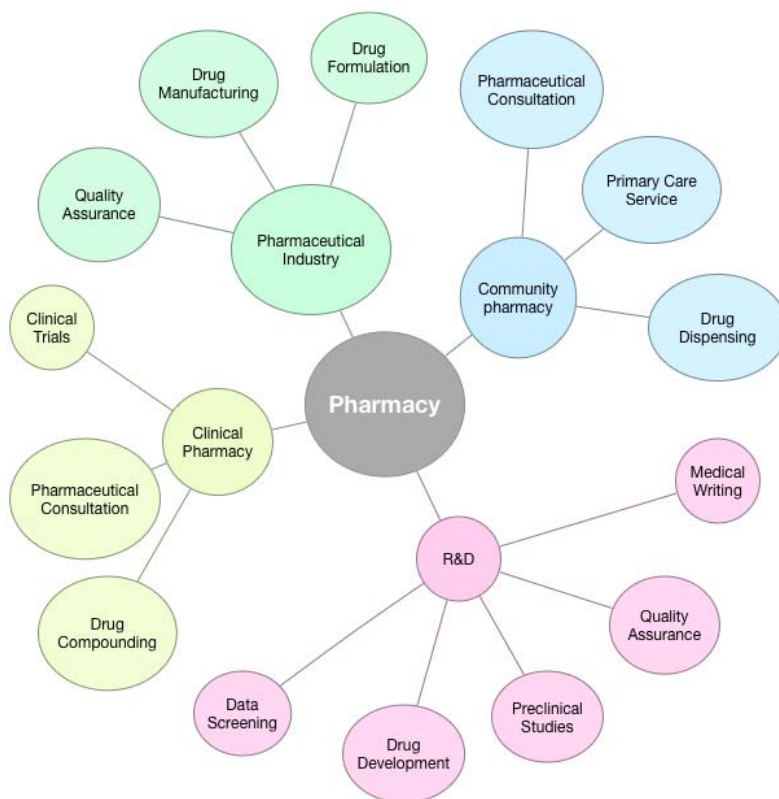 Drug
Formulation
Drug
Manufacturing
Pharmaceutical
Consultation
Quality
Assurance
Primary Care
Service
Pharmaceutical
Industry
Community
pharmacy
Clinical
Trials
Drug
Dispensing
Pharmacy
Clinical
Pharmacy
Pharmaceutical
Consultation
Medical
Writing
R&D
Drug
Compounding
Quality
Assurance
Data
Screening
Preclinical
Studies
Drug
Development